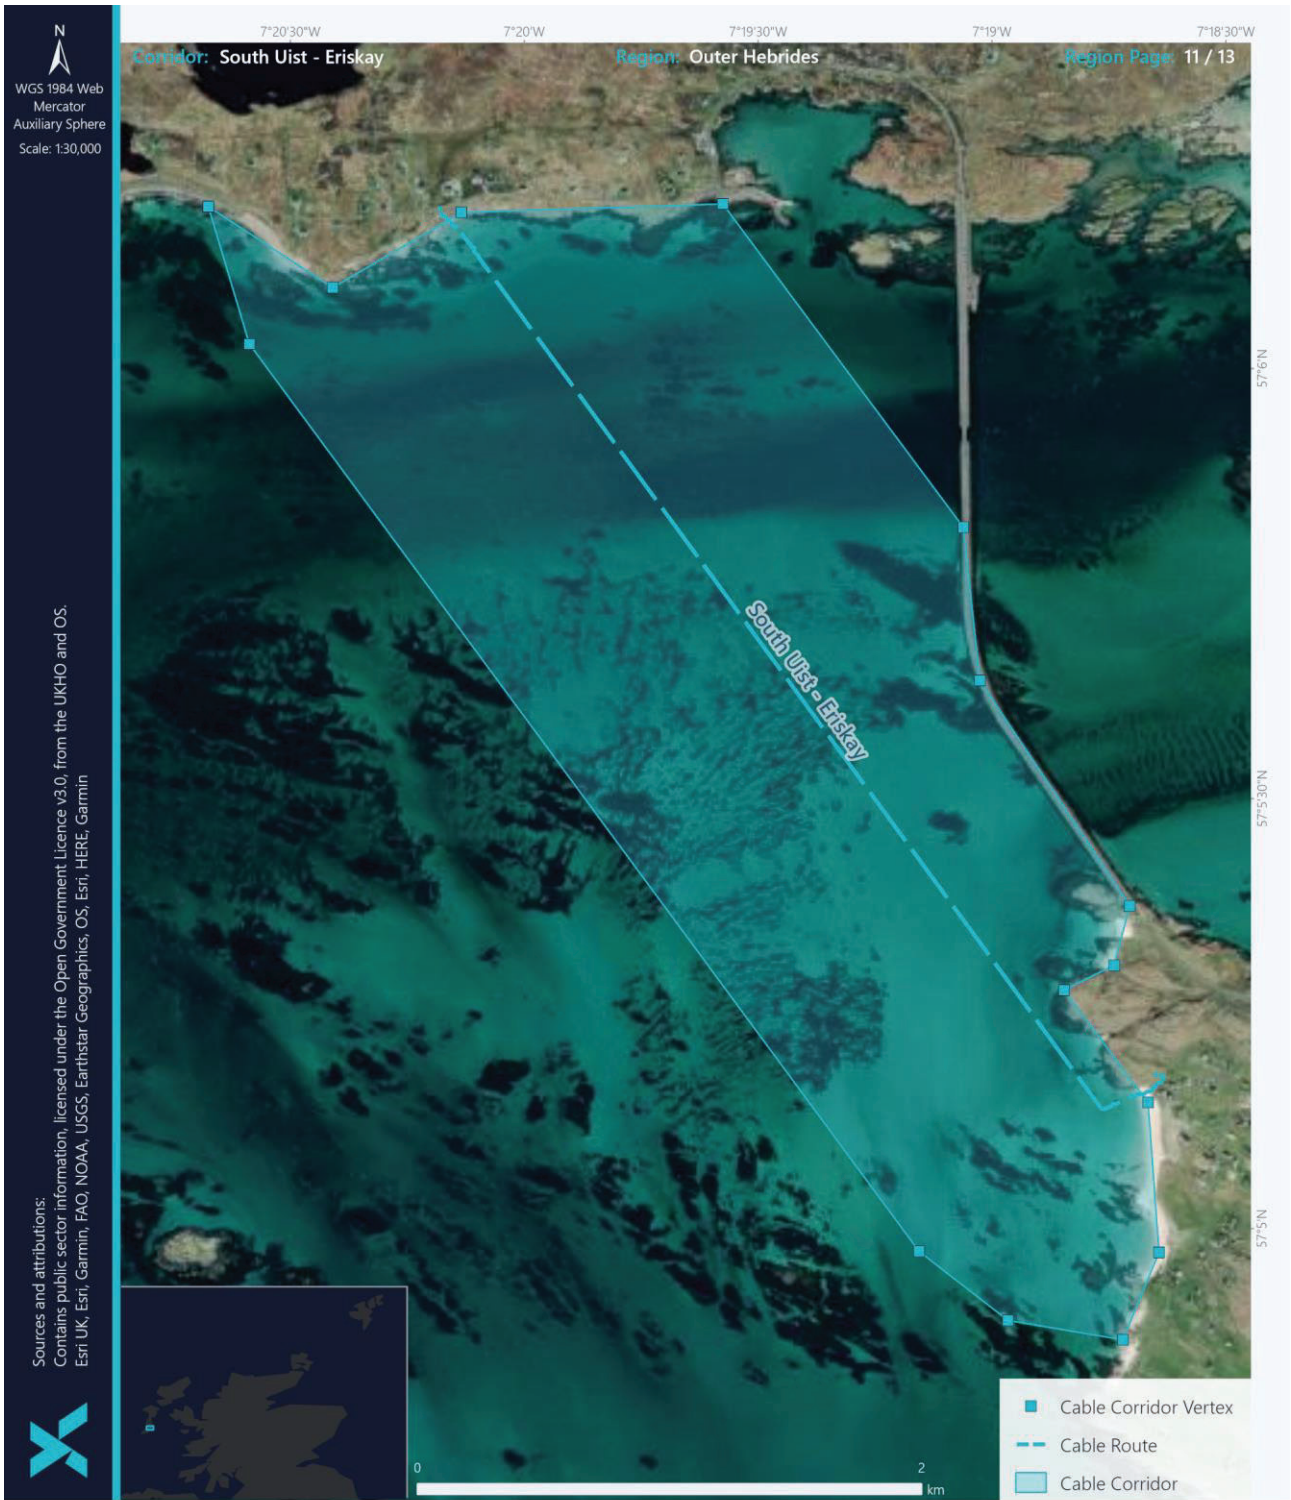 N
WGS 1984 Web
Mercator
Auxiliary Sphere
Scale: 1:30,000
7°20'30"W
7°20'W
7°19'30"W
7°19'W
7°18'30"W
Corridor: South Uist - Eriskay
Region: Outer Hebrides
Region Page: 11 / 13
57°6'N
57°5'30"N
57°5'N
South Uist - Eriskay
Sources and attributions:
Contains public sector information, licensed under the Open Government Licence v3.0, from the UKHO and OS.
Esri UK, Esri, Garmin, FAO, NOAA, USGS, Earthstar Geographics, OS, Esri, HERE, Garmin
0
2
km
Cable Corridor Vertex
Cable Route
Cable Corridor